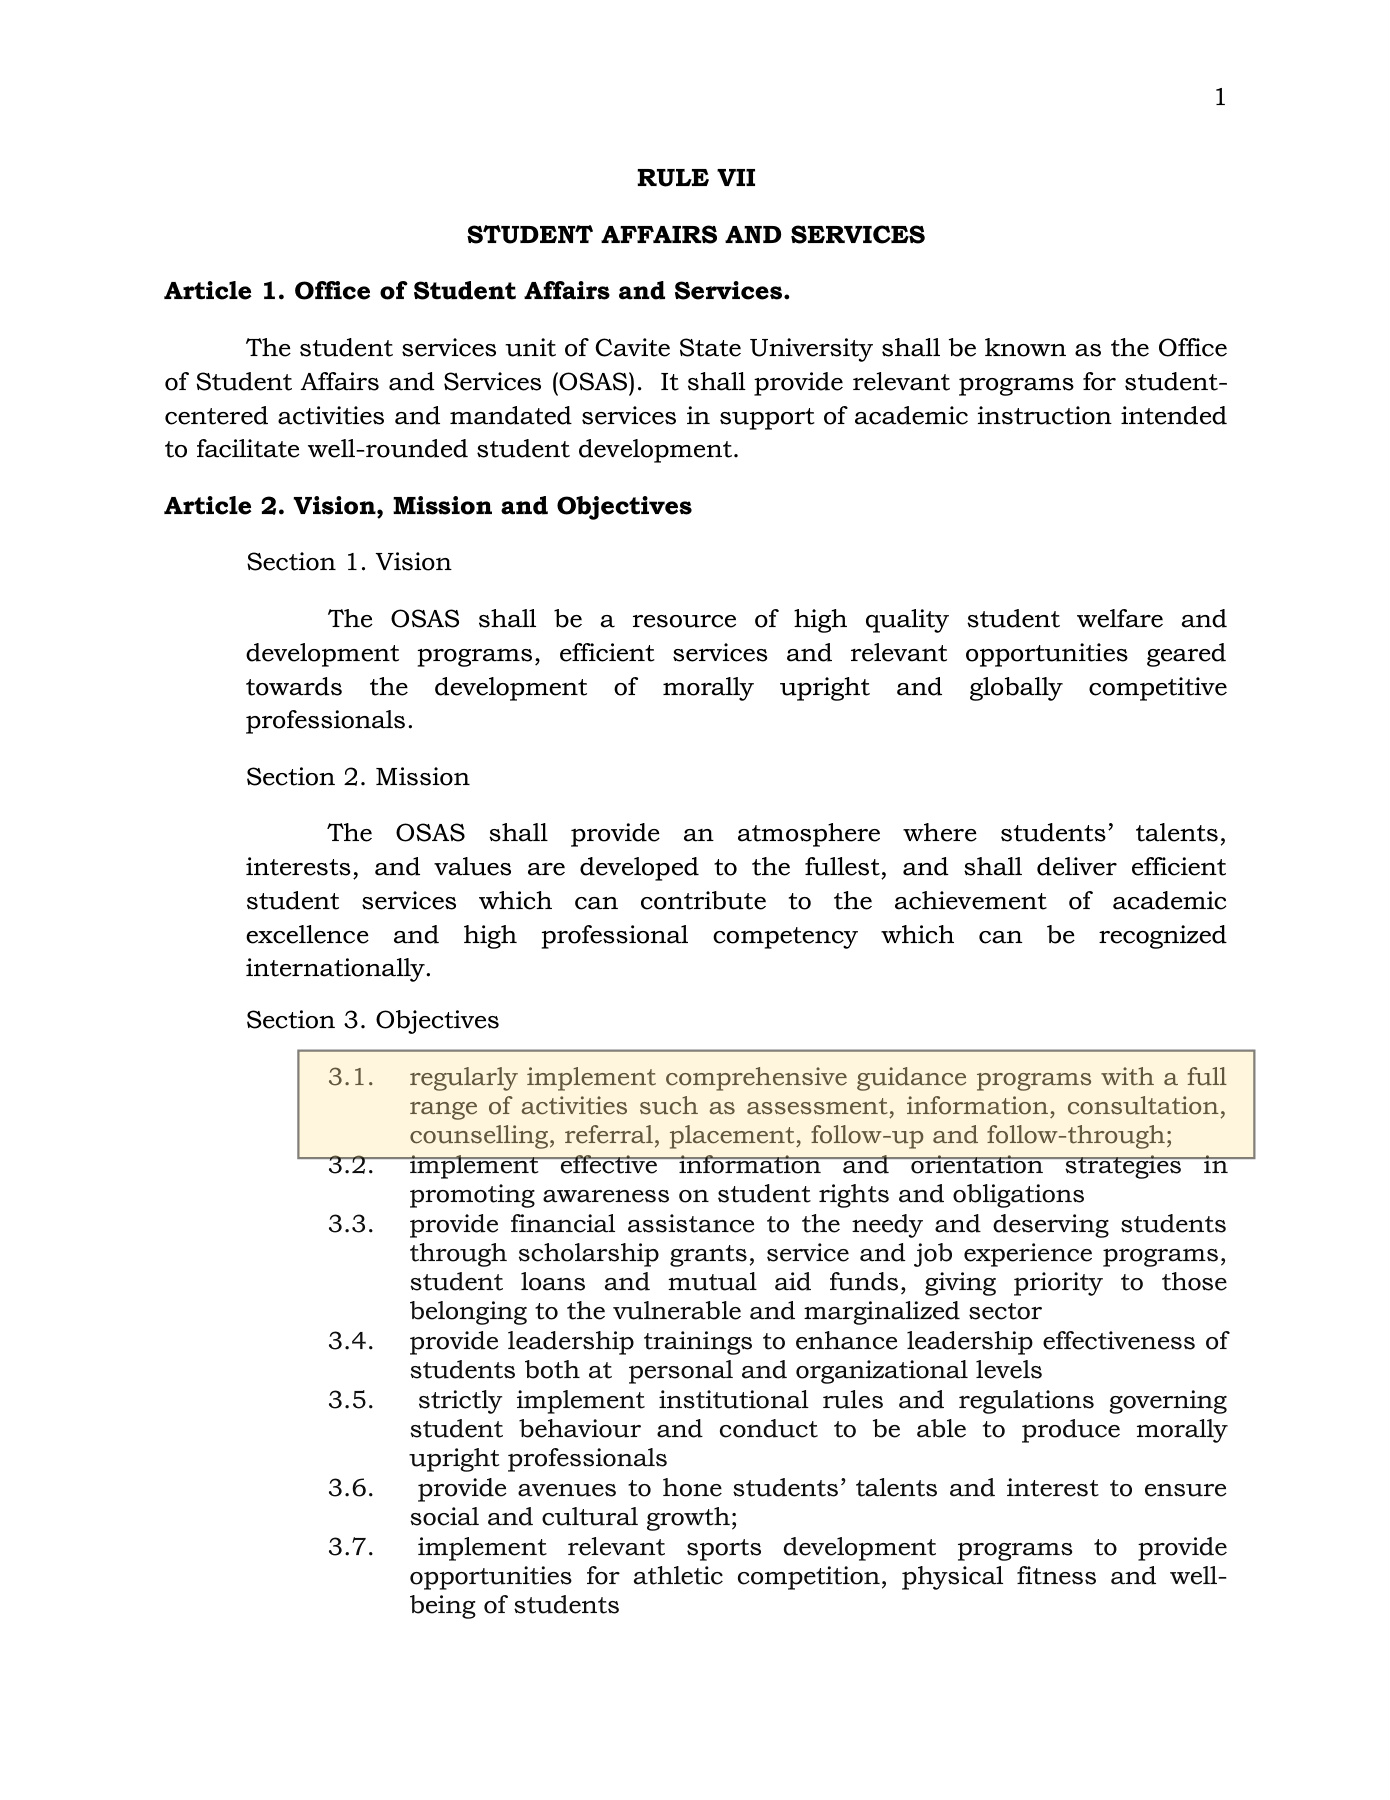 1
RULE VII
STUDENT AFFAIRS AND SERVICES
Article 1. Office of Student Affairs and Services.
The student services unit of Cavite State University shall be known as the Office
of Student Affairs and Services (OSAS).  It shall provide relevant programs for student-
centered activities and mandated services in support of academic instruction intended
to facilitate well-rounded student development.
Article 2. Vision, Mission and Objectives
Section 1. Vision
The OSAS shall be a resource of high quality student welfare and
development programs, efficient services and relevant opportunities geared
towards the development of morally upright and globally competitive
professionals.
Section 2. Mission
The OSAS shall provide an atmosphere where students’ talents,
interests, and values are developed to the fullest, and shall deliver efficient
student services which can contribute to the achievement of academic
excellence and high professional competency which can be recognized
internationally.
Section 3. Objectives
3.1. regularly implement comprehensive guidance programs with a full
range of activities such as assessment, information, consultation,
counselling, referral, placement, follow-up and follow-through;
3.2. implement effective information and orientation strategies in
promoting awareness on student rights and obligations
3.3. provide financial assistance to the needy and deserving students
through scholarship grants, service and job experience programs,
student loans and mutual aid funds, giving priority to those
belonging to the vulnerable and marginalized sector
3.4. provide leadership trainings to enhance leadership effectiveness of
students both at  personal and organizational levels
3.5. strictly implement institutional rules and regulations governing
student behaviour and conduct to be able to produce morally
upright professionals
3.6. provide avenues to hone students’ talents and interest to ensure
social and cultural growth;
3.7. implement relevant sports development programs to provide
opportunities for athletic competition, physical fitness and well-
being of students